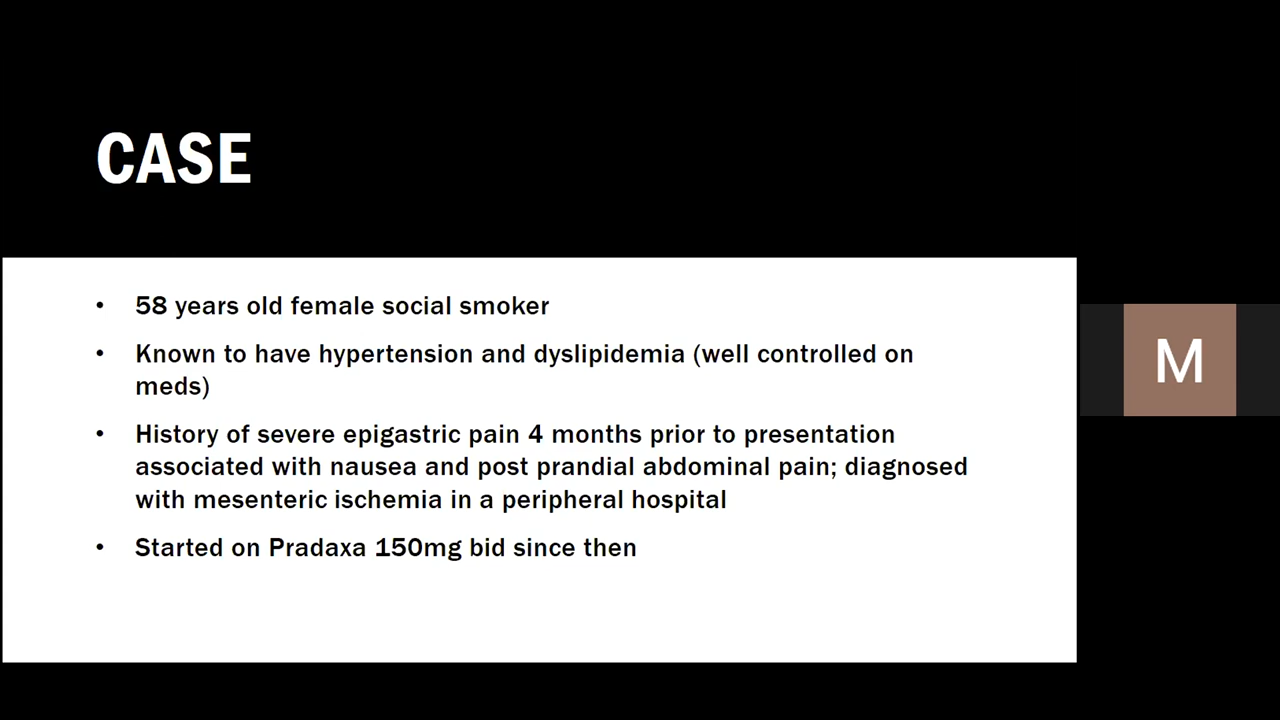 CASE
• 58 years old female social smoker
• Known to have hypertension and dyslipidemia (well controlled on
meds)
• History of severe epigastric pain 4 months prior to presentation
associated with nausea and post prandial abdominal pain; diagnosed
with mesenteric ischemia in a peripheral hospital
• Started on Pradaxa 150mg bid since then
M